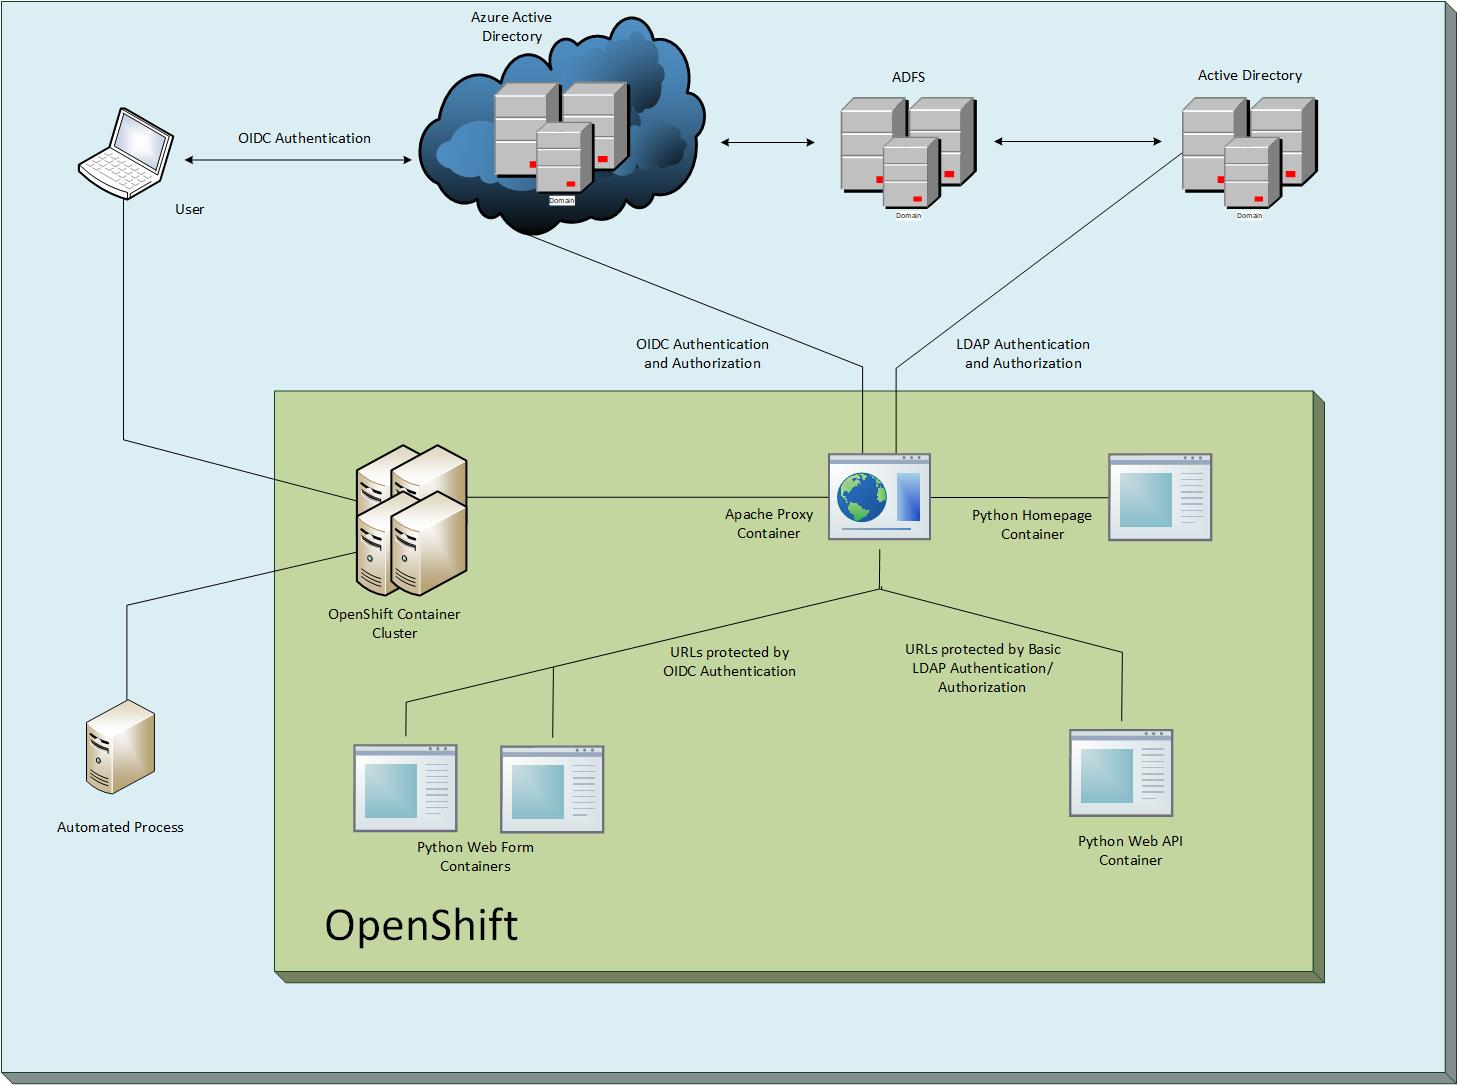 Azure Active
Directory
ADFS
Active Directory
OIDC Authentication
User
Domain
Domain
Domain
OIDC Authentication
and Authorization
LDAP Authentication
and Authorization
Apache Proxy
Container
Python Homepage
Container
OpenShift Container
Cluster
URLs protected by
OIDC Authentication
URLs protected by Basic
LDAP Authentication/
Authorization
Automated Process
Python Web Form
Containers
Python Web API
Container
OpenShift